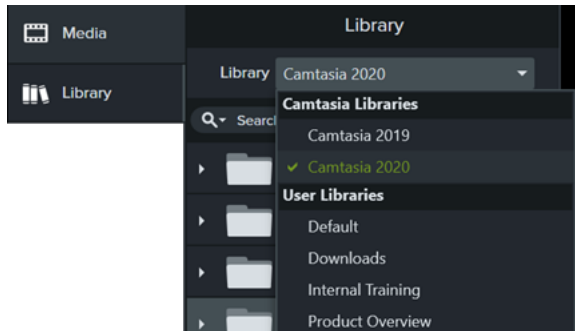 Media
Library
Library
Library Camtasia 2020
Camtasia Libraries
Camtasia 2019
Camtasia 2020
User Libraries
Default
Downloads
Internal Training
Product Overview